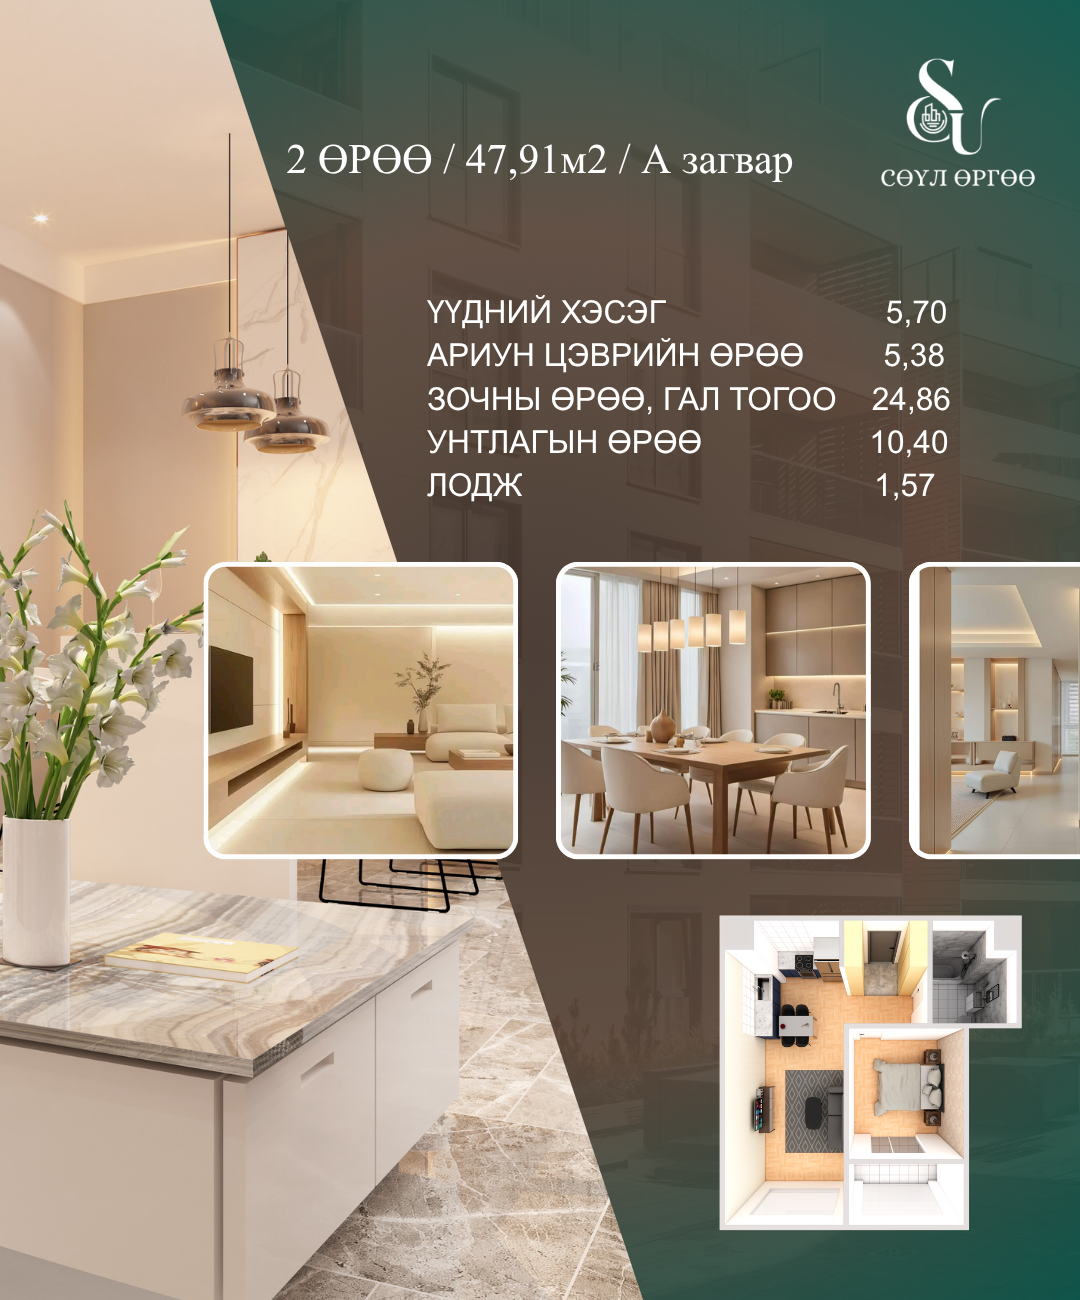 СӨҮЛ ӨРГӨӨ
2 ӨРӨӨ / 47,91м2 / А загвар
ҮҮДНИЙ ХЭСЭГ 5,70
АРИУН ЦЭВРИЙН ӨРӨӨ 5,38
ЗОЧНЫ ӨРӨӨ, ГАЛ ТОГОО 24,86
УНТЛАГЫН ӨРӨӨ 10,40
ЛОДЖ 1,57